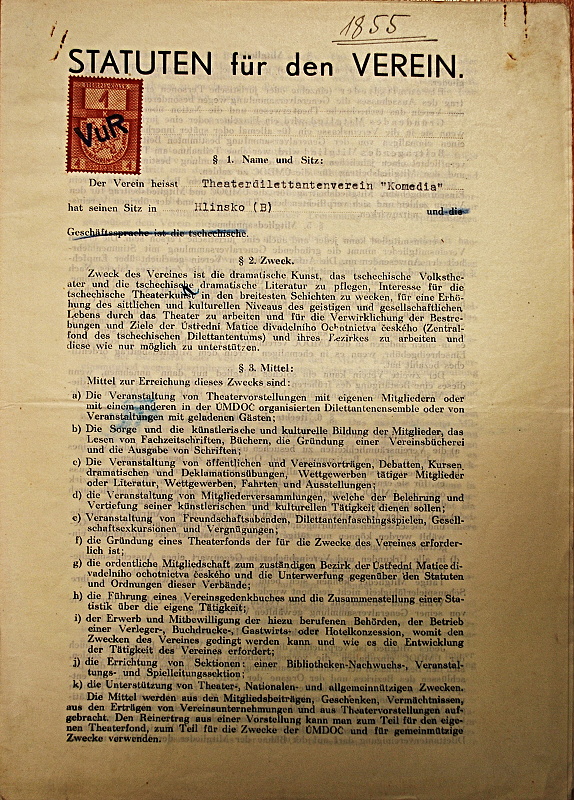 1855
STATUTEN für den VEREIN.
1
VuR
§ 1. Name und Sitz:
Der Verein heisst Theaterdilettantenverein "Komedia"
hat seinen Sitz in Hlinsko (B) und die
Geschäftssprache ist die tschechische.
§ 2. Zweck.
Zweck des Vereines ist die dramatische Kunst, das tschechische Volksthe-
ater und die tschechische dramatische Literatur zu pflegen, Interesse für die
tschechische Theaterkunst in den breitesten Schichten zu wecken, für eine Erhö-
hung des sittlichen und kulturellen Niveaus des geistigen und gesellschaftlichen
Lebens durch das Theater zu arbeiten und für die Verwirklichung der Bestre-
bungen und Ziele der Ústředni Matice divadelniho Ochotnictva českého (Zentral-
fond des tschechischen Dilettantentums) und ihres Bezirkes zu arbeiten und
diese wie nur möglich zu unterstützen.
§ 3. Mittel:
Mittel zur Erreichung dieses Zwecks sind:
a) Die Veranstaltung von Theatervorstellungen mit eigenen Mitgliedern oder
mit einem anderen in der ÚMDOC organisierten Dilettantenensemble oder von
Veranstaltungen mit geladenen Gästen;
b) Die Sorge und die künstlerische und kulturelle Bildung der Mitglieder, das
Lesen von Fachzeitschriften, Büchern, die Gründung einer Vereinsbücherei
und die Ausgabe von Schriften;
c) Die Veranstaltung von öffentlichen und Vereinsvorträgen, Debatten, Kursen,
dramatischen und Deklamationsübungen, Wettgewerben tätiger Mitglieder
oder Literatur, Wettgewerben, Fahrten und Ausstellungen;
d) die Veranstaltung von Mitgliederversammlungen, welche der Belehrung und
Vertiefung seiner künstlerischen und kulturellen Tätigkeit dienen sollen;
e) Veranstaltung von Freundschaftsabenden, Dilettantenfaschingsspielen, Gesell-
schaftsexkursionen und Vergnügungen;
f) die Gründung eines Theaterfonds der für die Zwecke des Vereines erforder-
lich ist;
g) die ordentliche Mitgliedschaft zum zuständigen Bezirk der Ústředni Matice di-
vadelniho ochotnictva českého und die Unterwerfung gegenüber den Statuten
und Ordnungen dieser Verbände;
h) die Führung eines Vereinsgedenkbuches und die Zusammenstellung einer Sta-
tistik über die eigene Tätigkeit;
i) der Erwerb und Mitbewilligung der hiezu berufenen Behörden, der Betrieb
einer Verleger-, Buchdrucke-, Gastwirts- oder Hotelkonzession, womit den
Zwecken des Vereines gedingt werden kann und wie es die Entwicklung
der Tätigkeit des Vereines erfordert;
j) die Errichtung von Sektionen: einer Bibliotheken-Nachwuchs-, Veranstal-
tungs- und Spielleitungssektion;
k) die Unterstützung von Theater-, Nationalen- und allgemeinnützigen Zwecken.
Die Mittel werden aus den Mitgliedsbeiträgen, Geschenken, Vermächtnissen,
aus den Erträgen von Vereinsunternehmungen und aus Theatervorstellungen auf-
gebracht. Den Reinertrag aus einer Vorstellung kann man zum Teil für den eige-
nen Theaterfond, zum Teil für die Zwecke der ÚMDOC und für gemeinnützige
Zwecke verwenden.